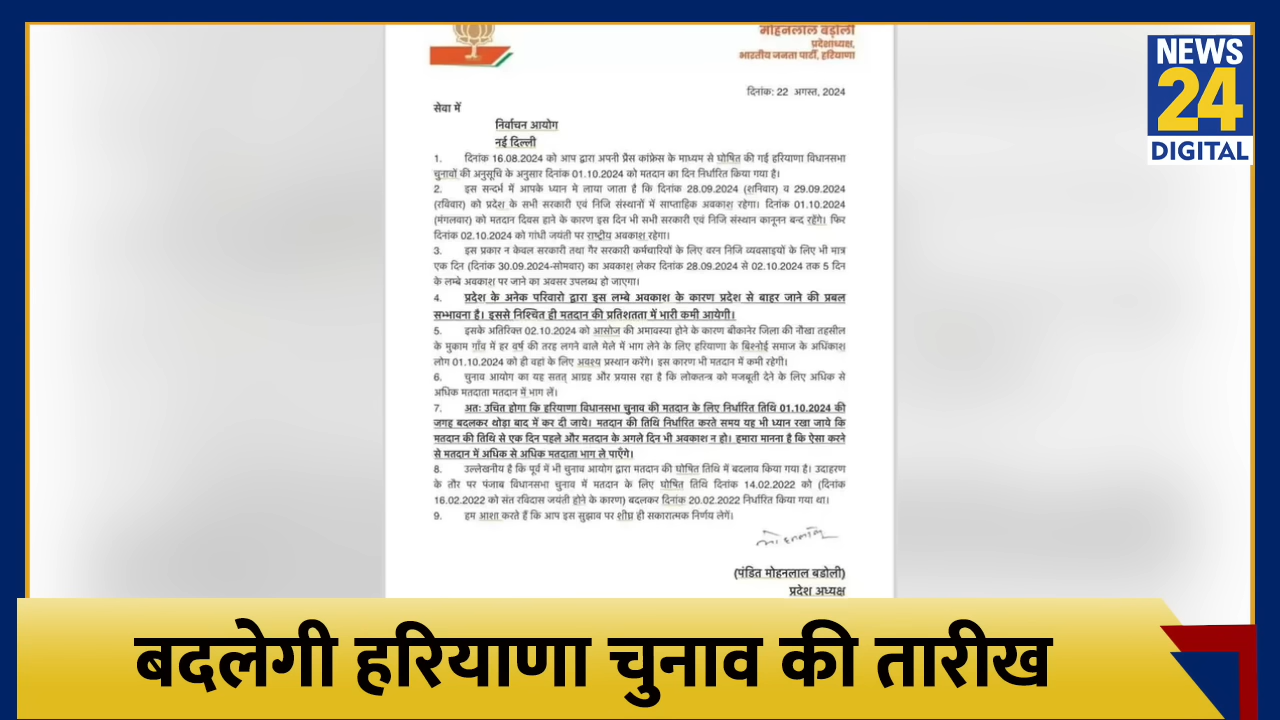 मोहनलाल बड़ोली
प्रदेशाध्यक्ष,
भारतीय जनता पार्टी, हरियाणा
NEWS
24
DIGITAL
दिनांक: 22 अगस्त, 2024
सेवा में
निर्वाचन आयोग
नई दिल्ली
1. दिनांक 16.08.2024 को आप द्वारा अपनी प्रैस कांफ्रेस के माध्यम से घोषित की गई हरियाणा विधानसभा
चुनावों की अनुसूचि के अनुसार दिनांक 01.10.2024 को मतदान का दिन निर्धारित किया गया है।
2. इस सन्दर्भ में आपके ध्यान मे लाया जाता है कि दिनांक 28.09.2024 (शनिवार) व 29.09.2024
(रविवार) को प्रदेश के सभी सरकारी एवं निजि संस्थानों में साप्ताहिक अवकाश रहेगा। दिनांक 01.10.2024
(मंगलवार) को मतदान दिवस हाने के कारण इस दिन भी सभी सरकारी एवं निजि संस्थान कानूनन बन्द रहेंगे। फिर
दिनांक 02.10.2024 को गांधी जयंती पर राष्ट्रीय अवकाश रहेगा।
3. इस प्रकार न केवल सरकारी तथा गैर सरकारी कर्मचारियों के लिए वरन निजि व्यवसाइयों के लिए भी मात्र
एक दिन (दिनांक 30.09.2024-सोमवार) का अवकाश लेकर दिनांक 28.09.2024 से 02.10.2024 तक 5 दिन
के लम्बे अवकाश पर जाने का अवसर उपलब्ध हो जाएगा।
4. प्रदेश के अनेक परिवारो द्वारा इस लम्बे अवकाश के कारण प्रदेश से बाहर जाने की प्रबल
सम्भावना है। इससे निश्चित ही मतदान की प्रतिशतता में भारी कमी आयेगी।
5. इसके अतिरिक्त 02.10.2024 को आसोज की अमावस्या होने के कारण बीकानेर जिला की नौखा तहसील
के मुकाम गाँव में हर वर्ष की तरह लगने वाले मेले में भाग लेने के लिए हरियाणा के बिश्नोई समाज के अधिंकाश
लोग 01.10.2024 को ही वहां के लिए अवश्य प्रस्थान करेंगे। इस कारण भी मतदान में कमी रहेगी।
6. चुनाव आयोग का यह सतत् आग्रह और प्रयास रहा है कि लोकतन्त्र को मजबूती देने के लिए अधिक से
अधिक मतदाता मतदान में भाग लें।
7. अतः उचित होगा कि हरियाणा विधानसभा चुनाव की मतदान के लिए निर्धारित तिथि 01.10.2024 की
जगह बदलकर थोड़ा बाद में कर दी जाये। मतदान की तिथि निर्धारित करते समय यह भी ध्यान रखा जाये कि
मतदान की तिथि से एक दिन पहले और मतदान के अगले दिन भी अवकाश न हो। हमारा मानना है कि ऐसा करने
से मतदान में अधिक से अधिक मतदाता भाग ले पाएँगे।
8. उल्लेखनीय है कि पूर्व में भी चुनाव आयोग द्वारा मतदान की घोषित तिथि में बदलाव किया गया है। उदाहरण
के तौर पर पंजाब विधानसभा चुनाव में मतदान के लिए घोषित तिथि दिनांक 14.02.2022 को (दिनांक
16.02.2022 को संत रविदास जयंती होने के कारण) बदलकर दिनांक 20.02.2022 निर्धारित किया गया था।
9. हम आशा करते हैं कि आप इस सुझाव पर शीघ्र ही सकारात्मक निर्णय लेगें।
(पंडित मोहनलाल बडोली)
प्रदेश अध्यक्ष
बदलेगी हरियाणा चुनाव की तारीख